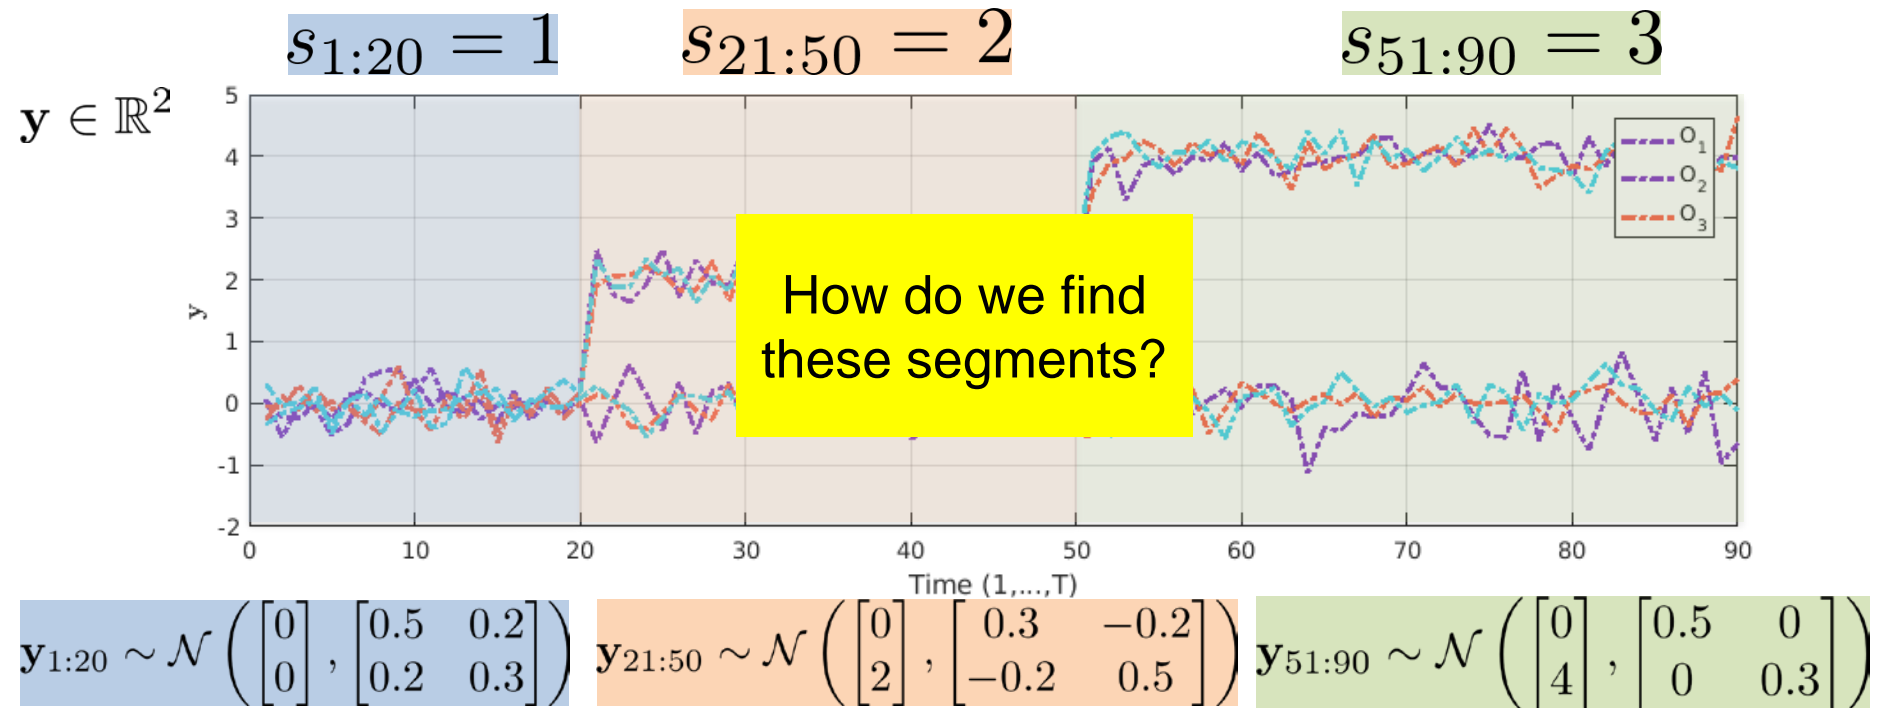 s₁:₂₀ = 1
s₂₁:₅₀ = 2
s₅₁:₉₀ = 3
y ∈ ℝ²
5
4
3
2
1
0
-1
-2
y
O₁
O₂
O₃
How do we find
these segments?
0 10 20 30 40 50 60 70 80 90
Time (1,...,T)
y₁:₂₀ ∼ 𝒩 ([0 0], [0.5 0.2 0.2 0.3])
y₂₁:₅₀ ∼ 𝒩 ([0 2], [0.3 −0.2 −0.2 0.5])
y₅₁:₉₀ ∼ 𝒩 ([0 4], [0.5 0 0 0.3])